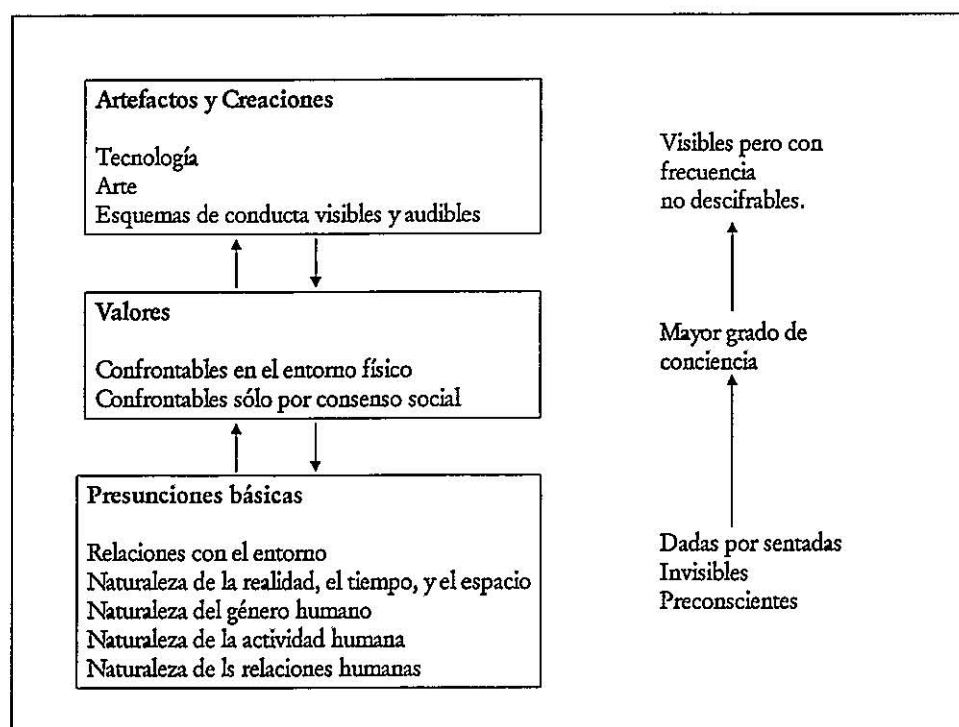 Artefactos y Creaciones
Tecnología
Arte
Esquemas de conducta visibles y audibles
Visibles pero con
frecuencia
no descifrables.
Valores
Confrontables en el entorno físico
Confrontables sólo por consenso social
Mayor grado de
conciencia
Presunciones básicas
Relaciones con el entorno
Naturaleza de la realidad, el tiempo, y el espacio
Naturaleza del género humano
Naturaleza de la actividad humana
Naturaleza de ls relaciones humanas
Dadas por sentadas
Invisibles
Preconscientes